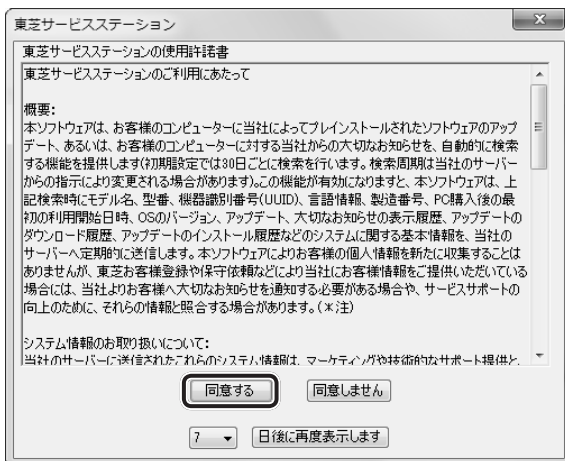 東芝サービスステーション
東芝サービスステーションの使用許諾書
東芝サービスステーションのご利用にあたって
概要:
本ソフトウェアは、お客様のコンピューターに当社によってプレインストールされたソフトウェアのアップ
デート、あるいは、お客様のコンピューターに対する当社からの大切なお知らせを、自動的に検索
する機能を提供します(初期設定では30日ごとに検索を行います。検索周期は当社のサーバー
からの指示により変更される場合があります)。この機能が有効になりますと、本ソフトウェアは、上
記検索時にモデル名、型番、機器識別番号(UUID)、言語情報、製造番号、PC購入後の最
初の利用開始日時、OSのバージョン、アップデート、大切なお知らせの表示履歴、アップデートの
ダウンロード履歴、アップデートのインストール履歴などのシステムに関する基本情報を、当社の
サーバーへ定期的に送信します。本ソフトウェアによりお客様の個人情報を新たに収集することは
ありませんが、東芝お客様登録や保守依頼などにより当社にお客様情報をご提供いただいている
場合には、当社よりお客様へ大切なお知らせを通知する必要がある場合や、サービスサポートの
向上のために、それらの情報と照合する場合があります。(*注)
システム情報のお取り扱いについて:
当社のサーバーに送信されたこれらのシステム情報は、マーケティングや技術的なサポート提供と、
同意する
同意しません
7
日後に再度表示します